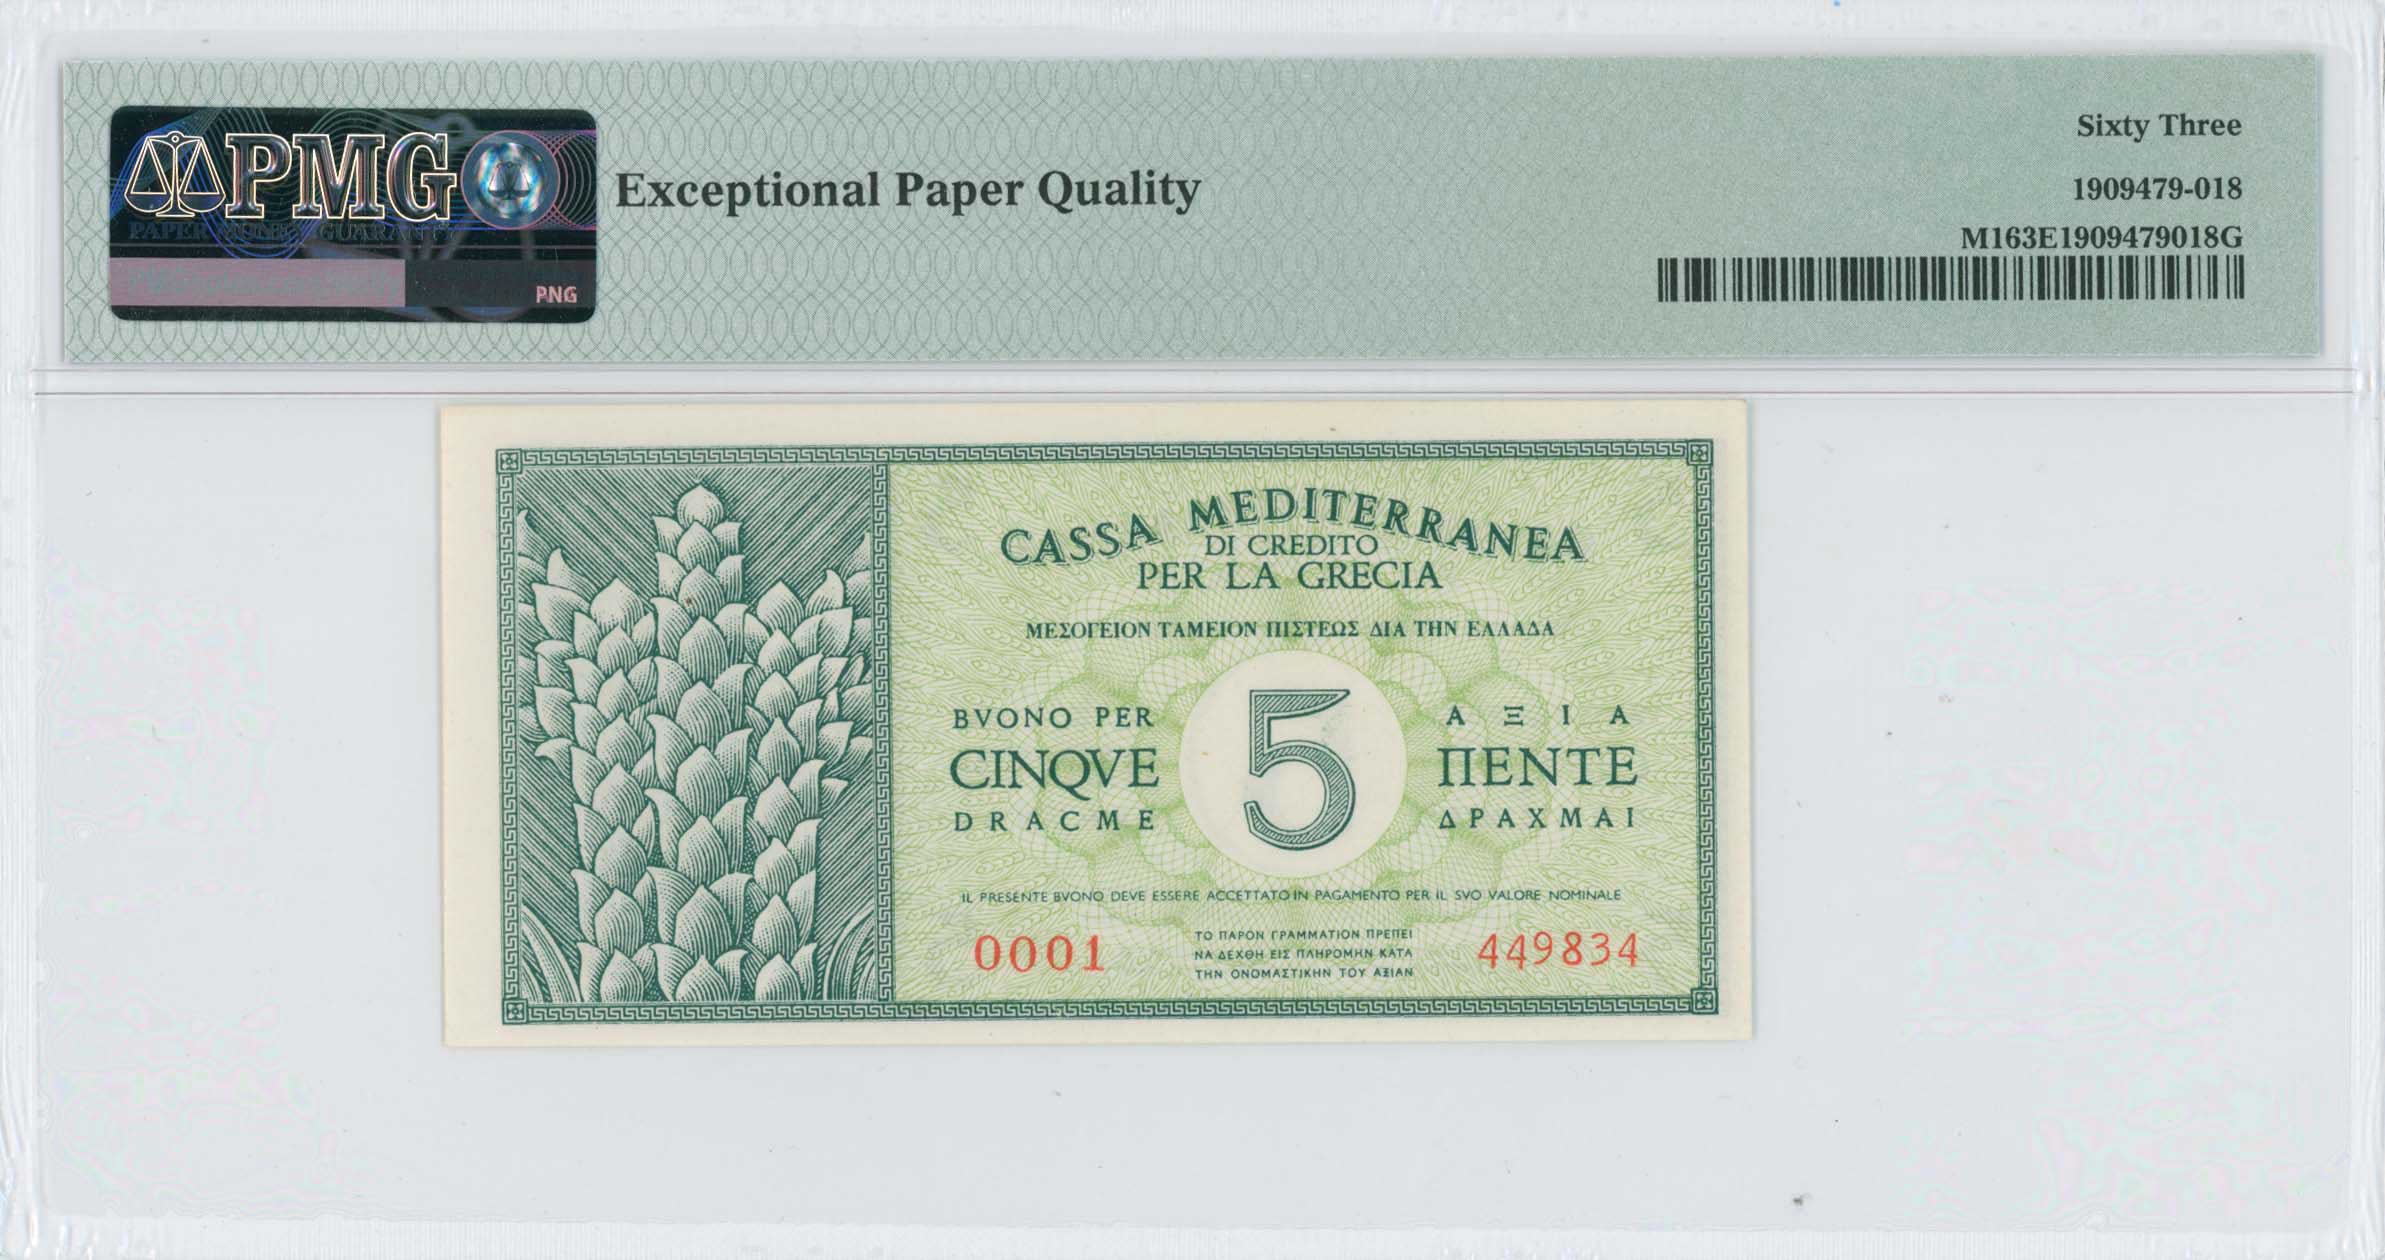 PMG
PAPER MONEY GUARANTY
PNG
Exceptional Paper Quality
Sixty Three
1909479-018
M163E1909479018G
CASSA MEDITERRANEA
DI CREDITO
PER LA GRECIA
ΜΕΣΟΓΕΙΟΝ ΤΑΜΕΙΟΝ ΠΙΣΤΕΩΣ ΔΙΑ ΤΗΝ ΕΛΛΑΔΑ
BVONO PER
CINQVE
DRACME
5
ΑΞΙΑ
ΠΕΝΤΕ
ΔΡΑΧΜΑΙ
IL PRESENTE BVONO DEVE ESSERE ACCETTATO IN PAGAMENTO PER IL SVO VALORE NOMINALE
0001
ΤΟ ΠΑΡΟΝ ΓΡΑΜΜΑΤΙΟΝ ΠΡΕΠΕΙ
ΝΑ ΔΕΧΘΗ ΕΙΣ ΠΛΗΡΟΜΗΝ ΚΑΤΑ
ΤΗΝ ΟΝΟΜΑΣΤΙΚΗΝ ΤΟΥ ΑΞΙΑΝ
449834